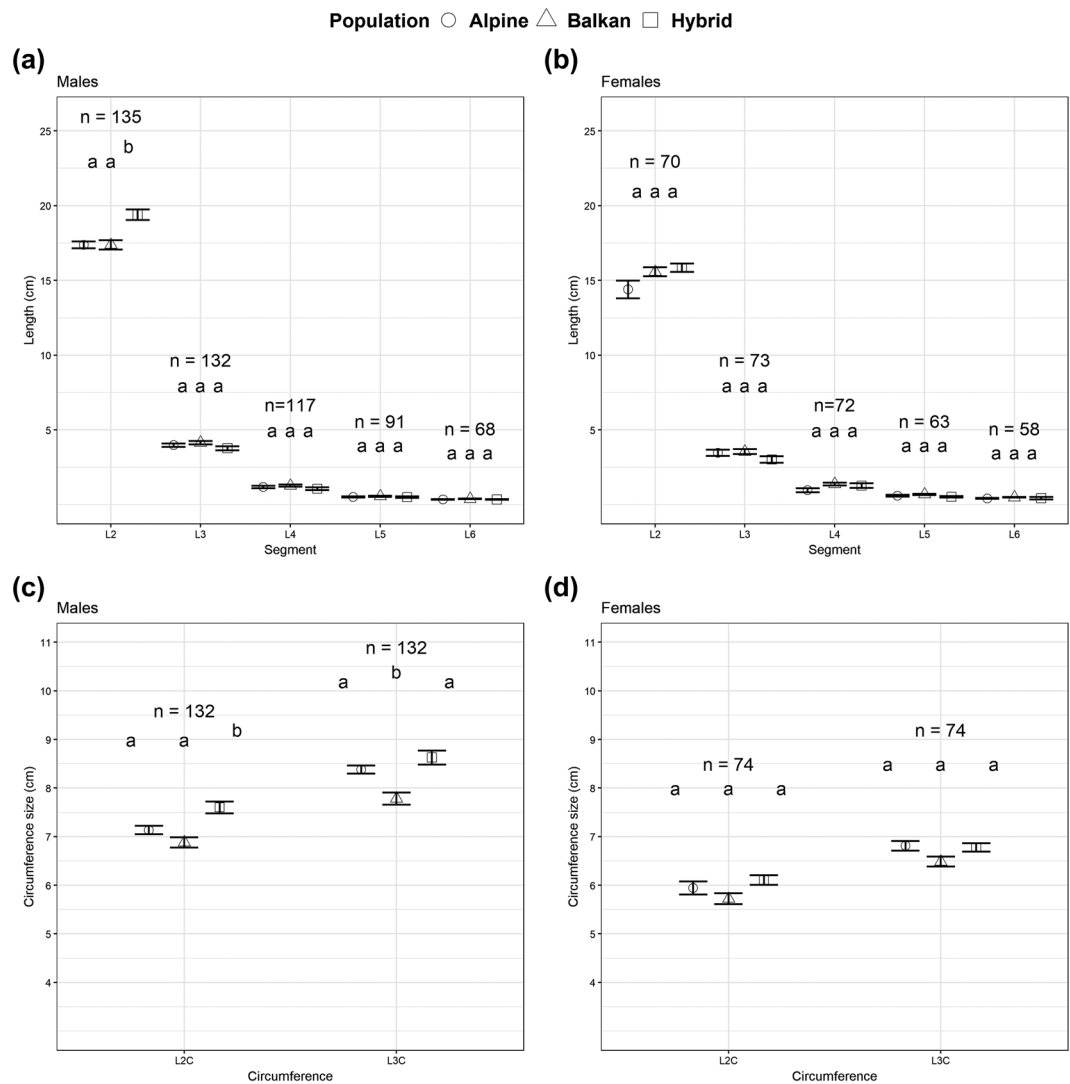 Population Alpine Balkan Hybrid
(a)
Males
n = 135
a a b
n = 132
a a a
n=117
a a a
n = 91
a a a
n = 68
a a a
25
20
15
10
5
Length (cm)
L2 L3 L4 L5 L6
Segment
(b)
Females
n = 70
a a a
n = 73
a a a
n=72
a a a
n = 63
a a a
n = 58
a a a
25
20
15
10
5
Length (cm)
L2 L3 L4 L5 L6
Segment
(c)
Males
n = 132
a a b
n = 132
a b a
11
10
9
8
7
6
5
4
Circumference size (cm)
L2C L3C
Circumference
(d)
Females
n = 74
a a a
n = 74
a a a
11
10
9
8
7
6
5
4
Circumference size (cm)
L2C L3C
Circumference